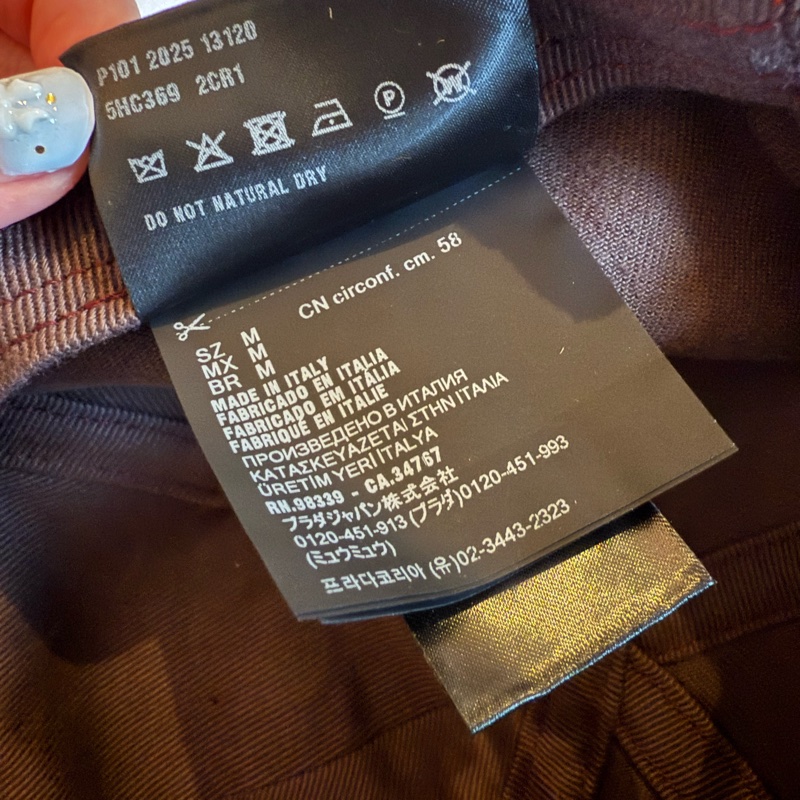 P101 2025 13120
5HC369 2CR1
P
W
DO NOT NATURAL DRY
CN circonf. cm. 58
SZ M
MX M
BR M
MADE IN ITALY
FABRICADO EN ITALIA
FABRICADO EM ITÁLIA
FABRIQUÉ EN ITALIE
ПРОИЗВЕДЕНО В ИТАЛИЯ
ΚΑΤΑΣΚΕΥΑΖΕΤΑΙ ΣΤΗΝ ΙΤΑΛΙΑ
ÜRETİM YERİ İTALYA
RN.98339 - CA.34767
プラダジャパン株式会社
0120-451-913 (プラダ)0120-451-993
(ミュウミュウ)
프라다코리아 (유)02-3443-2323